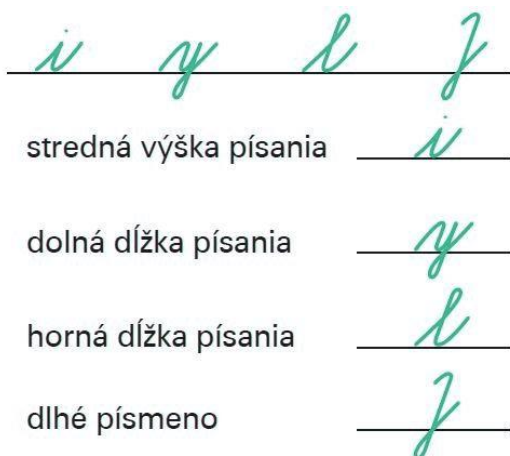 i y l f
stredná výška písania i
dolná dĺžka písania y
horná dĺžka písania l
dlhé písmeno f